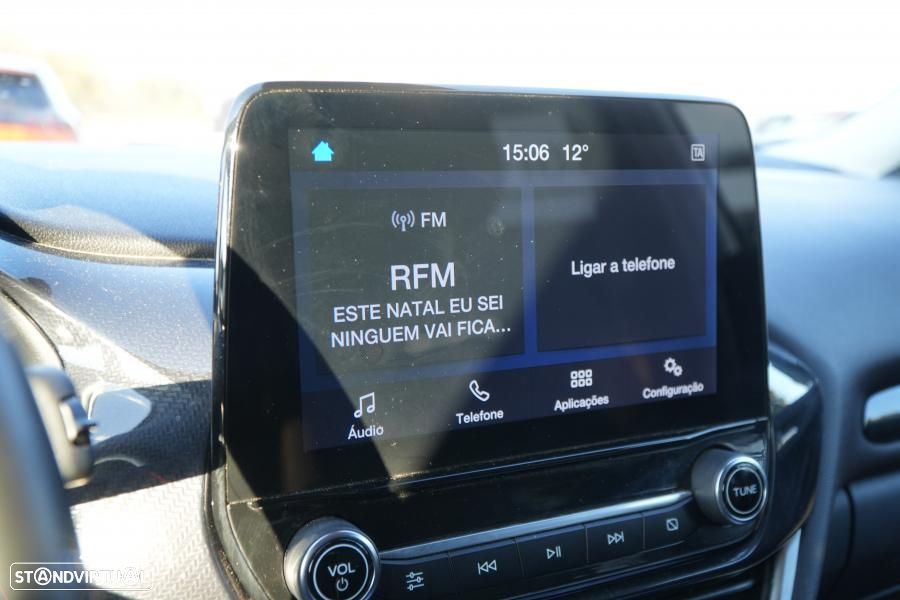 15:06 12° TA
FM
RFM
ESTE NATAL EU SEI
NINGUEM VAI FICA...
Ligar a telefone
Áudio
Telefone
Aplicações
Configuração
VOL
TUNE
STANDVIRTUAL